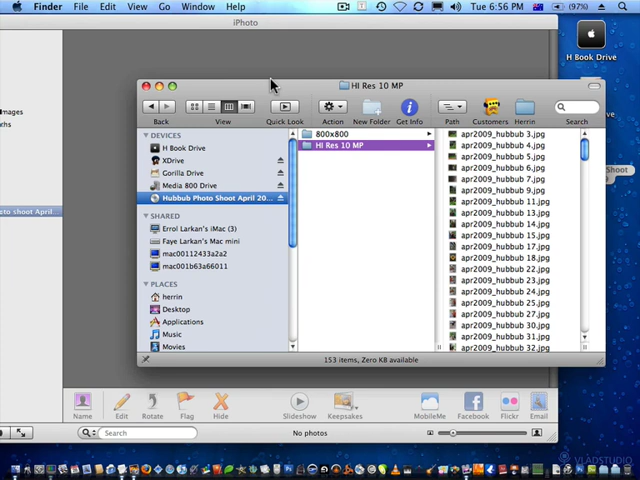 Finder File Edit View Go Window Help (97%) Tue 6:56 PM
iPhoto
H Book Drive
HI Res 10 MP
Back View Quick Look Action New Folder Get Info Path Customers Herrin Search
DEVICES
H Book Drive
XDrive
Gorilla Drive
Media 800 Drive
Hubbub Photo Shoot April 20...
SHARED
Errol Larkan's iMac (3)
Faye Larkan's Mac mini
mac00112433a2a2
mac001b63a66011
PLACES
herrin
Desktop
Applications
Music
Movies
800x800
HI Res 10 MP
apr2009_hubbub 3.jpg
apr2009_hubbub 4.jpg
apr2009_hubbub 5.jpg
apr2009_hubbub 6.jpg
apr2009_hubbub 7.jpg
apr2009_hubbub 9.jpg
apr2009_hubbub 11.jpg
apr2009_hubbub 13.jpg
apr2009_hubbub 14.jpg
apr2009_hubbub 15.jpg
apr2009_hubbub 17.jpg
apr2009_hubbub 18.jpg
apr2009_hubbub 22.jpg
apr2009_hubbub 23.jpg
apr2009_hubbub 24.jpg
apr2009_hubbub 25.jpg
apr2009_hubbub 27.jpg
apr2009_hubbub 30.jpg
apr2009_hubbub 31.jpg
apr2009_hubbub 32.jpg
153 items, Zero KB available
mages
hs
oto shoot April...
ve
Shoot
Name Edit Rotate Flag Hide Slideshow Keepsakes MobileMe Facebook Flickr Email
Search
No photos
VLADSTUDIO